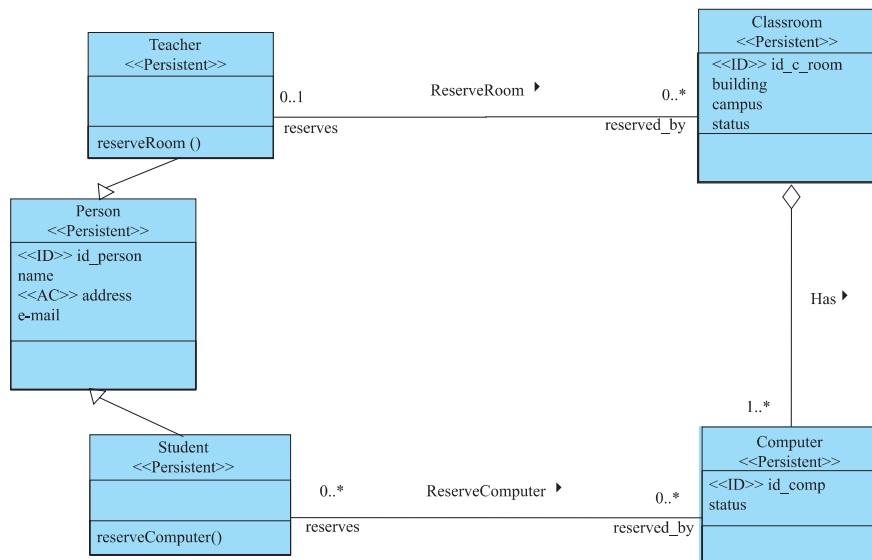 Teacher
<<Persistent>>
reserveRoom ()
0..1
reserves
ReserveRoom
0..*
reserved_by
Classroom
<<Persistent>>
<<ID>> id_c_room
building
campus
status
Person
<<Persistent>>
<<ID>> id_person
name
<<AC>> address
e-mail
Has
1..*
Student
<<Persistent>>
reserveComputer()
0..*
reserves
ReserveComputer
0..*
reserved_by
Computer
<<Persistent>>
<<ID>> id_comp
status